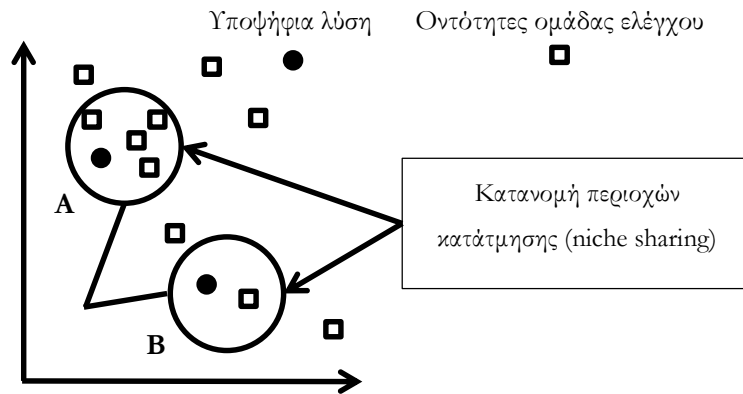 Υποψήφια λύση
Οντότητες ομάδας ελέγχου
A
Κατανομή περιοχών
κατάτμησης (niche sharing)
B